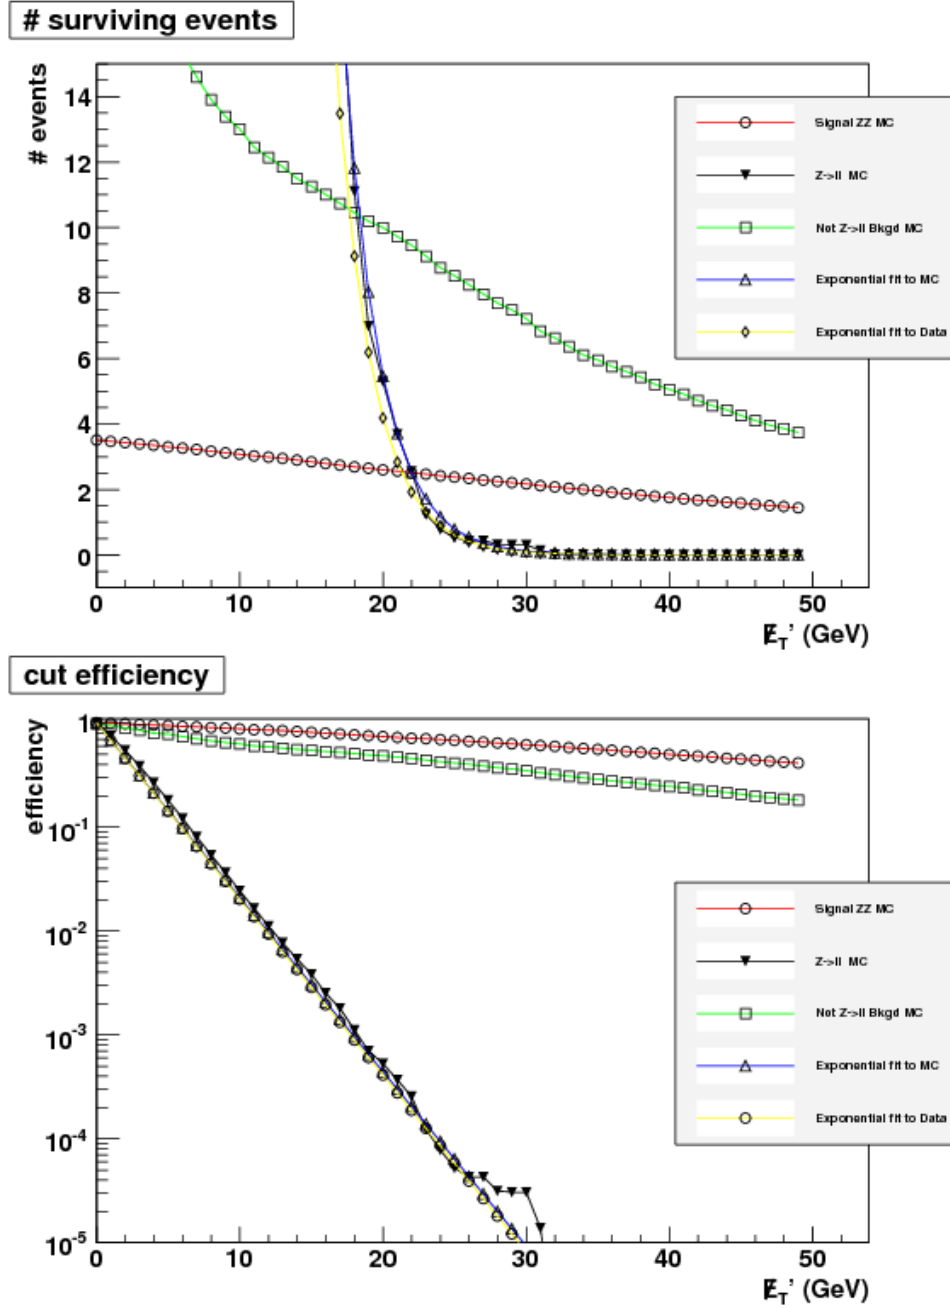 # surviving events
# events
14
12
10
8
6
4
2
0
0 10 20 30 40 50
E̸_T' (GeV)
Signal ZZ MC
Z->ll MC
Not Z->ll Bkgd MC
Exponential fit to MC
Exponential fit to Data
cut efficiency
efficiency
1
10^-1
10^-2
10^-3
10^-4
10^-5
0 10 20 30 40 50
E̸_T' (GeV)
Signal ZZ MC
Z->ll MC
Not Z->ll Bkgd MC
Exponential fit to MC
Exponential fit to Data